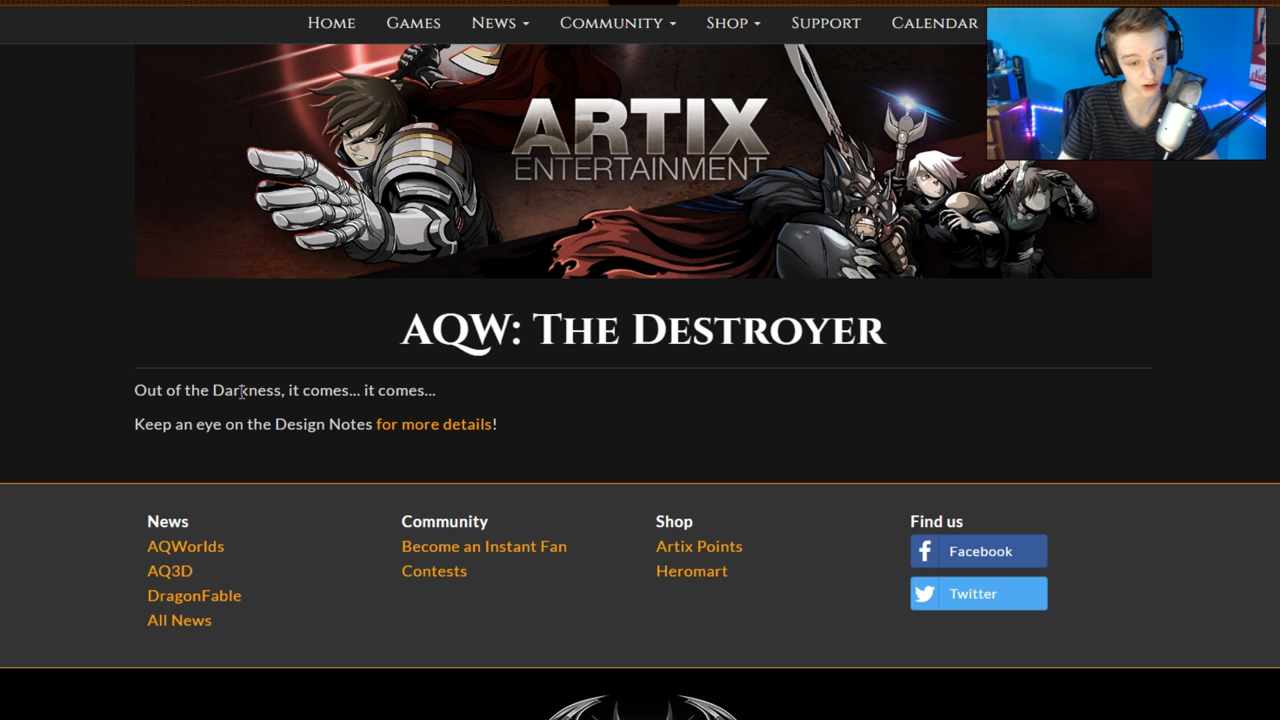 Home Games News Community Shop Support Calendar
ARTIX
ENTERTAINMENT
AQW: The Destroyer
Out of the Darkness, it comes... it comes...
Keep an eye on the Design Notes for more details!
News Community Shop Find us
AQWorlds Become an Instant Fan Artix Points Facebook
AQ3D Contests Heromart Twitter
DragonFable
All News